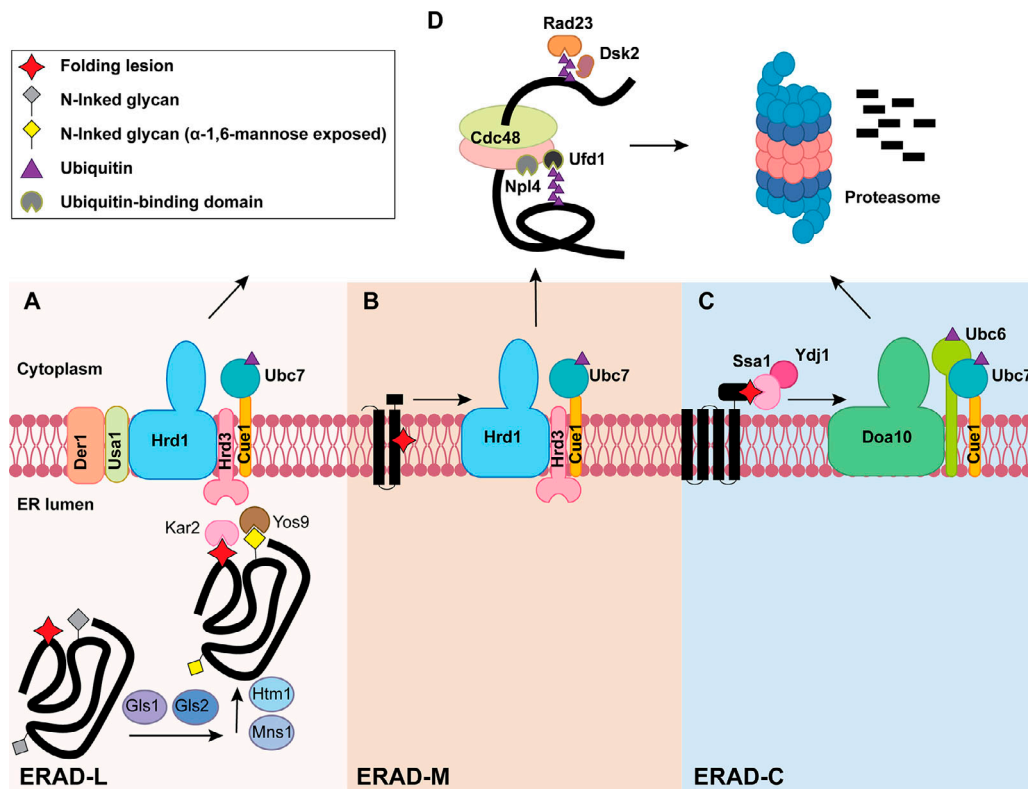 D
Rad23
Dsk2
Folding lesion
N-lnked glycan
N-lnked glycan (α-1,6-mannose exposed)
Ubiquitin
Ubiquitin-binding domain
Cdc48
Ufd1
Npl4
Proteasome
A
Cytoplasm
Ubc7
Der1
Usa1
Hrd1
Hrd3
Cue1
ER lumen
Kar2
Yos9
Gls1
Gls2
Htm1
Mns1
ERAD-L
B
Ubc7
Hrd1
Hrd3
Cue1
ERAD-M
C
Ssa1
Ydj1
Ubc6
Ubc7
Doa10
Cue1
ERAD-C